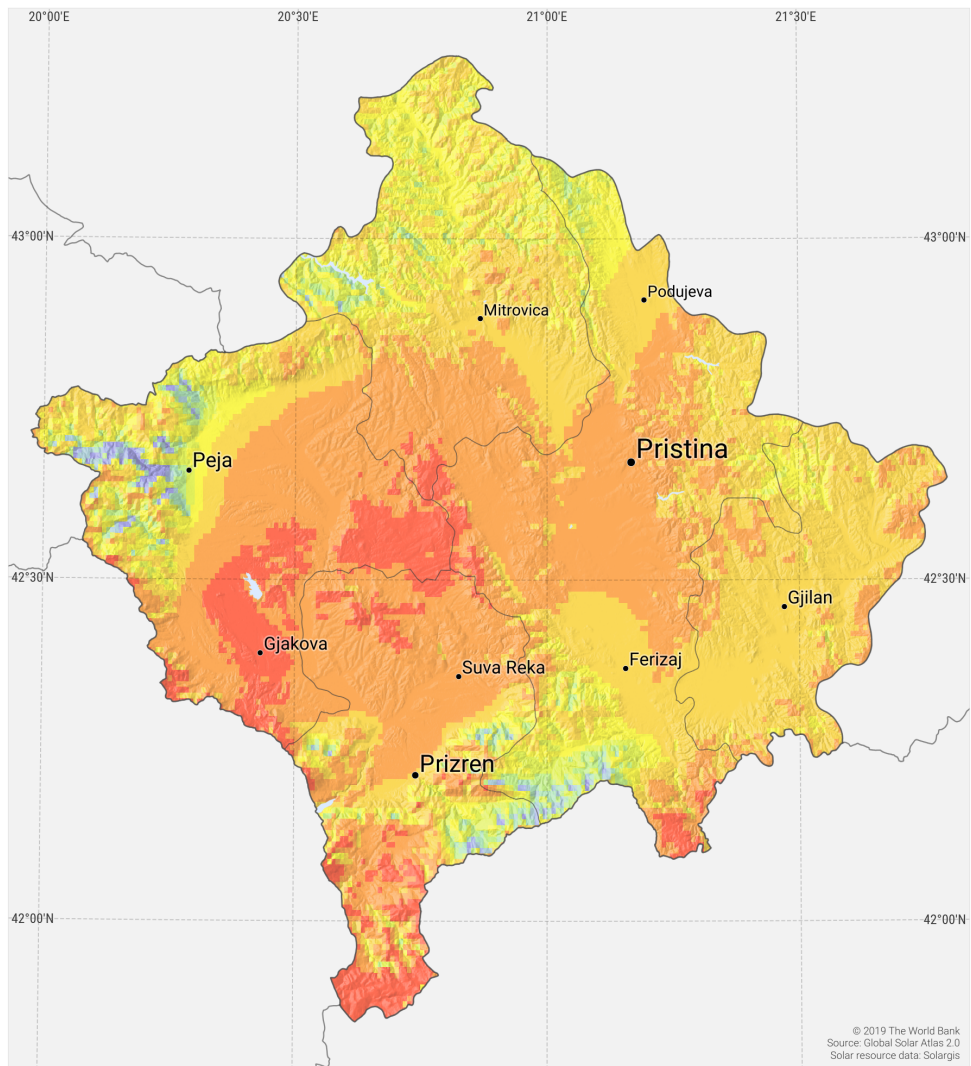 20°00'E
20°30'E
21°00'E
21°30'E
43°00'N
43°00'N
Podujeva
Mitrovica
Pristina
Peja
42°30'N
42°30'N
Gjilan
Gjakova
Ferizaj
Suva Reka
Prizren
42°00'N
42°00'N
© 2019 The World Bank
Source: Global Solar Atlas 2.0
Solar resource data: Solargis